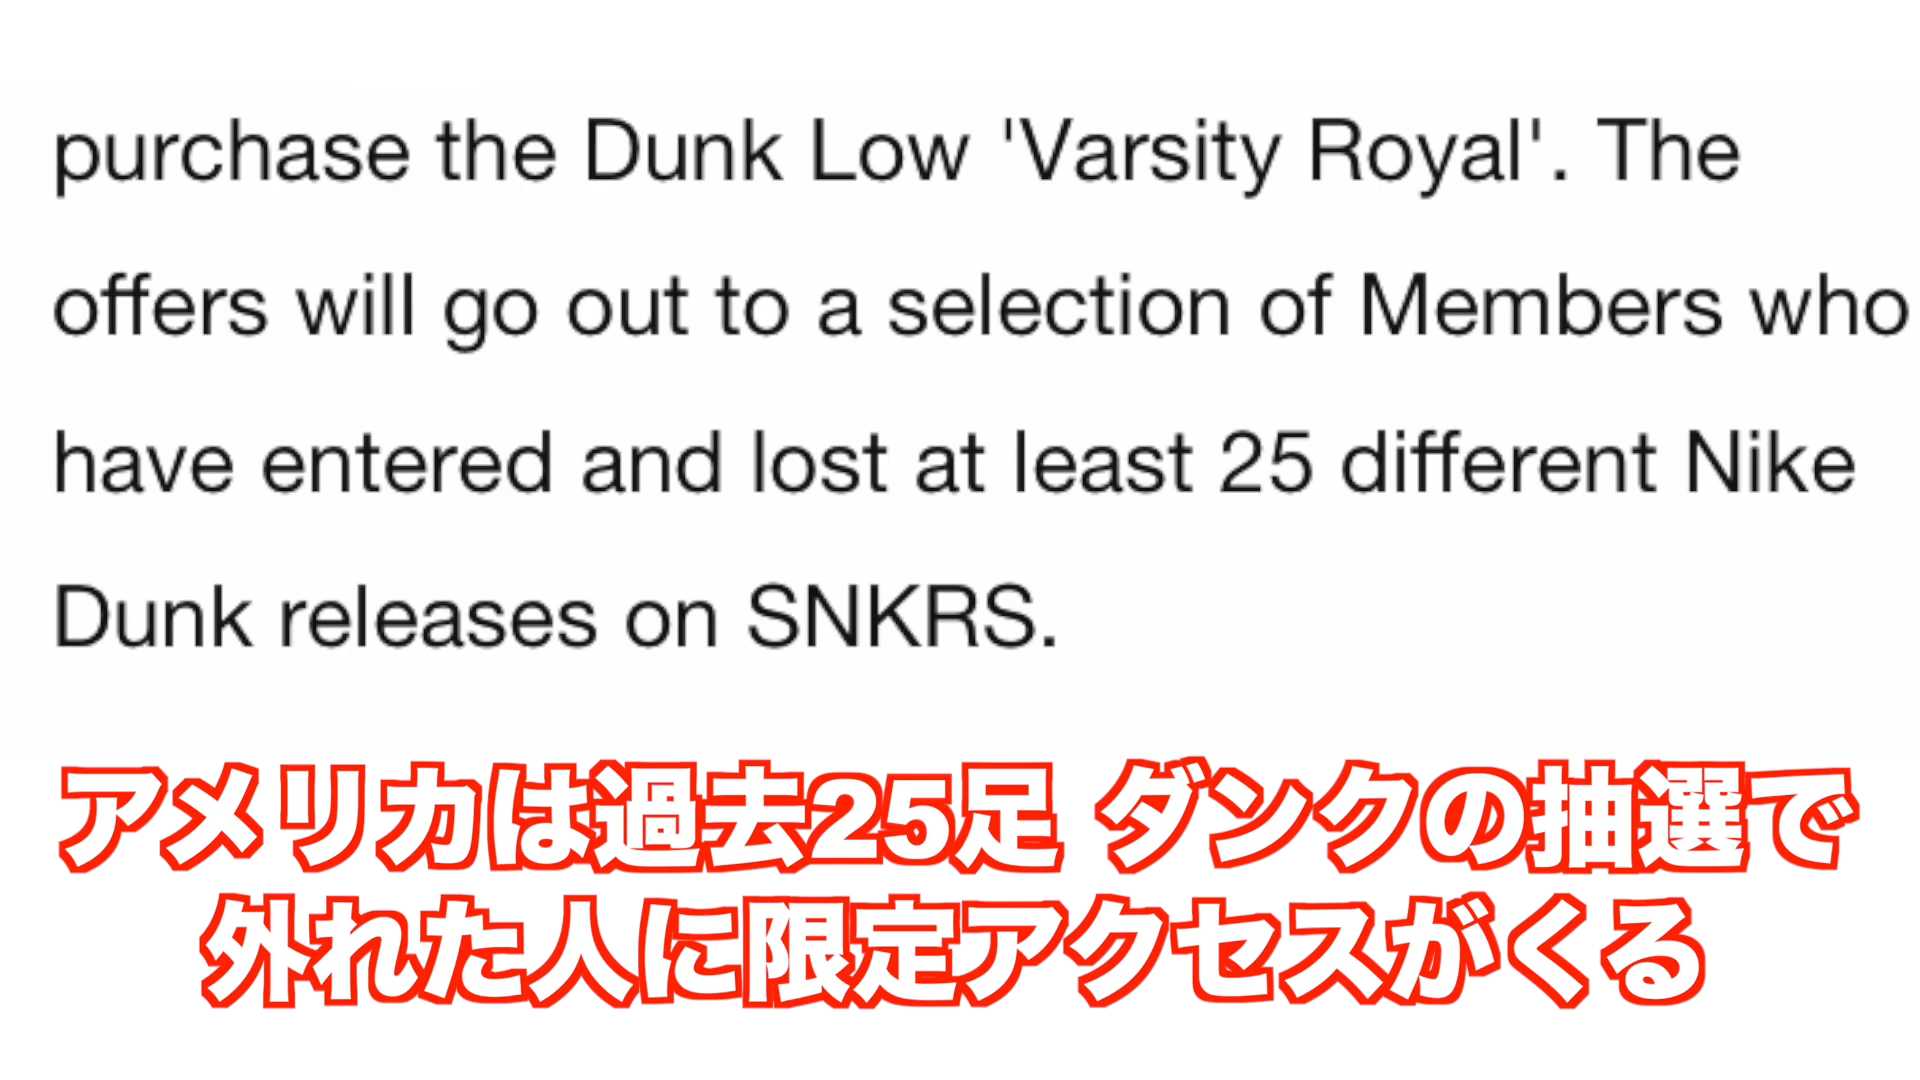 purchase the Dunk Low 'Varsity Royal'. The
offers will go out to a selection of Members who
have entered and lost at least 25 different Nike
Dunk releases on SNKRS.
アメリカは過去25足 ダンクの抽選で
外れた人に限定アクセスがくる